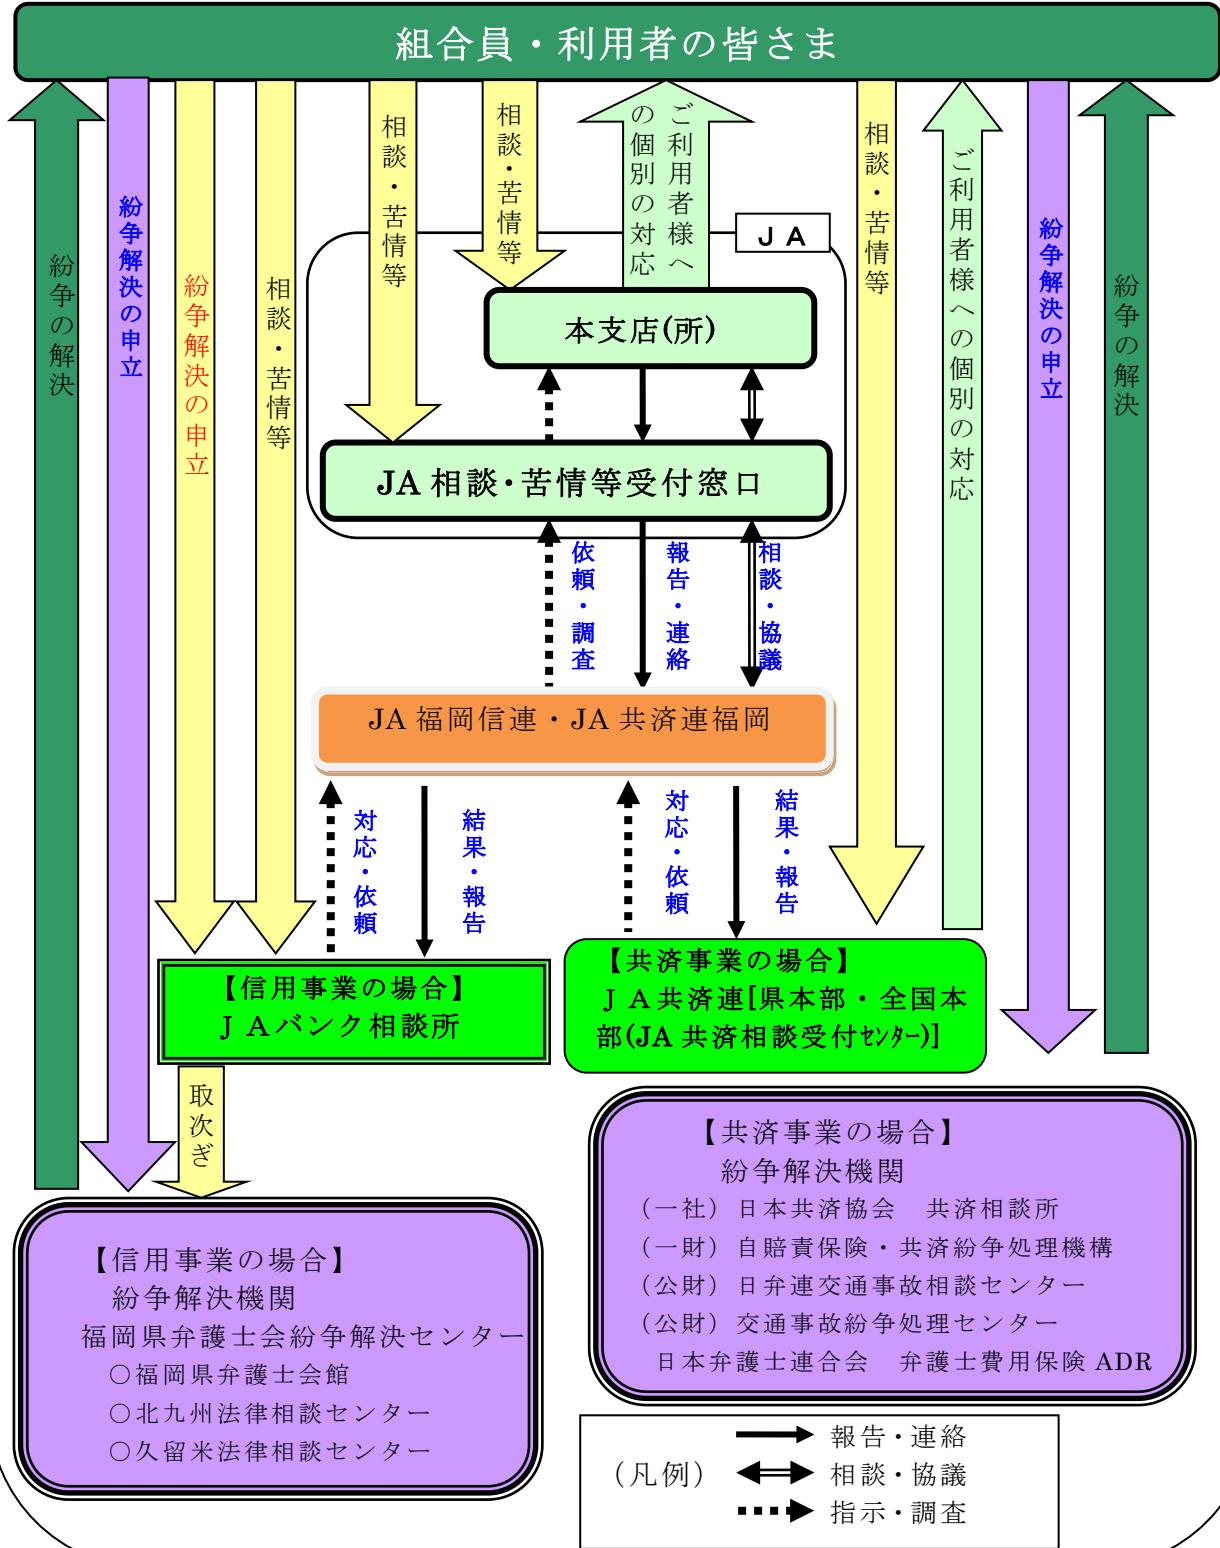 組合員・利用者の皆さま
紛争の解決
紛争解決の申立
紛争解決の申立
相談・苦情等
相談・苦情等
相談・苦情等
ご利用者様へ
の個別の対応
相談・苦情等
ご利用者様への個別の対応
紛争解決の申立
紛争の解決
ＪＡ
本支店(所)
JA相談・苦情等受付窓口
依頼・調査
報告・連絡
相談・協議
JA福岡信連・JA共済連福岡
対応・依頼
結果・報告
対応・依頼
結果・報告
【信用事業の場合】
ＪＡバンク相談所
【共済事業の場合】
ＪＡ共済連[県本部・全国本
部(JA共済相談受付ｾﾝﾀｰ)]
取次ぎ
【信用事業の場合】
紛争解決機関
福岡県弁護士会紛争解決センター
〇福岡県弁護士会館
〇北九州法律相談センター
〇久留米法律相談センター
【共済事業の場合】
紛争解決機関
（一社）日本共済協会　共済相談所
（一財）自賠責保険・共済紛争処理機構
（公財）日弁連交通事故相談センター
（公財）交通事故紛争処理センター
日本弁護士連合会　弁護士費用保険ADR
（凡例）
報告・連絡
相談・協議
指示・調査